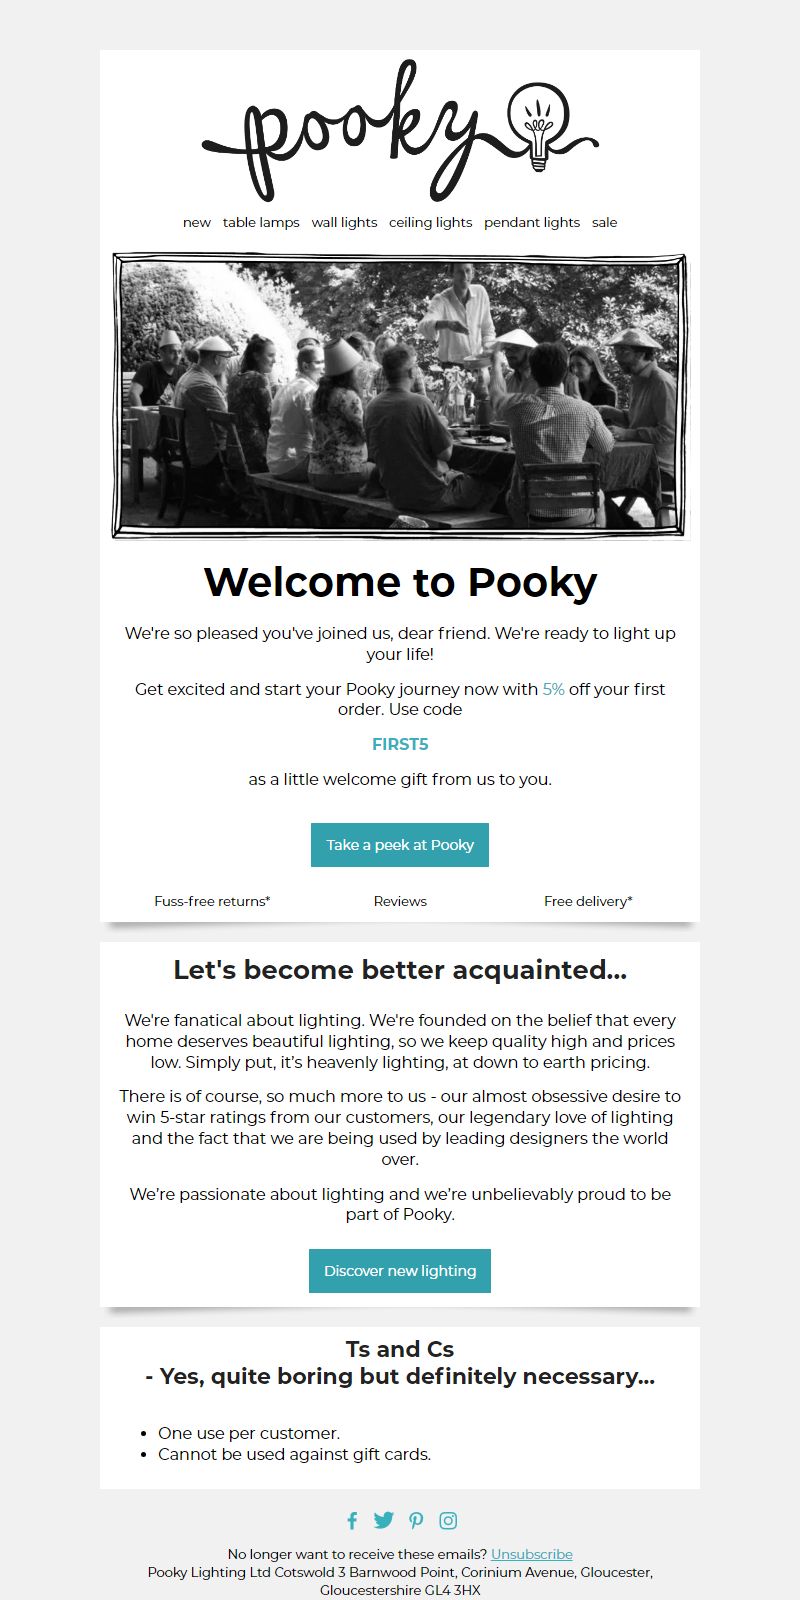 pooky
new table lamps wall lights ceiling lights pendant lights sale
Welcome to Pooky
We're so pleased you've joined us, dear friend. We're ready to light up
your life!
Get excited and start your Pooky journey now with 5% off your first
order. Use code
FIRST5
as a little welcome gift from us to you.
Take a peek at Pooky
Fuss-free returns* Reviews Free delivery*
Let's become better acquainted...
We're fanatical about lighting. We're founded on the belief that every
home deserves beautiful lighting, so we keep quality high and prices
low. Simply put, it’s heavenly lighting, at down to earth pricing.
There is of course, so much more to us - our almost obsessive desire to
win 5-star ratings from our customers, our legendary love of lighting
and the fact that we are being used by leading designers the world
over.
We’re passionate about lighting and we’re unbelievably proud to be
part of Pooky.
Discover new lighting
Ts and Cs
- Yes, quite boring but definitely necessary...
• One use per customer.
• Cannot be used against gift cards.
No longer want to receive these emails? Unsubscribe
Pooky Lighting Ltd Cotswold 3 Barnwood Point, Corinium Avenue, Gloucester,
Gloucestershire GL4 3HX